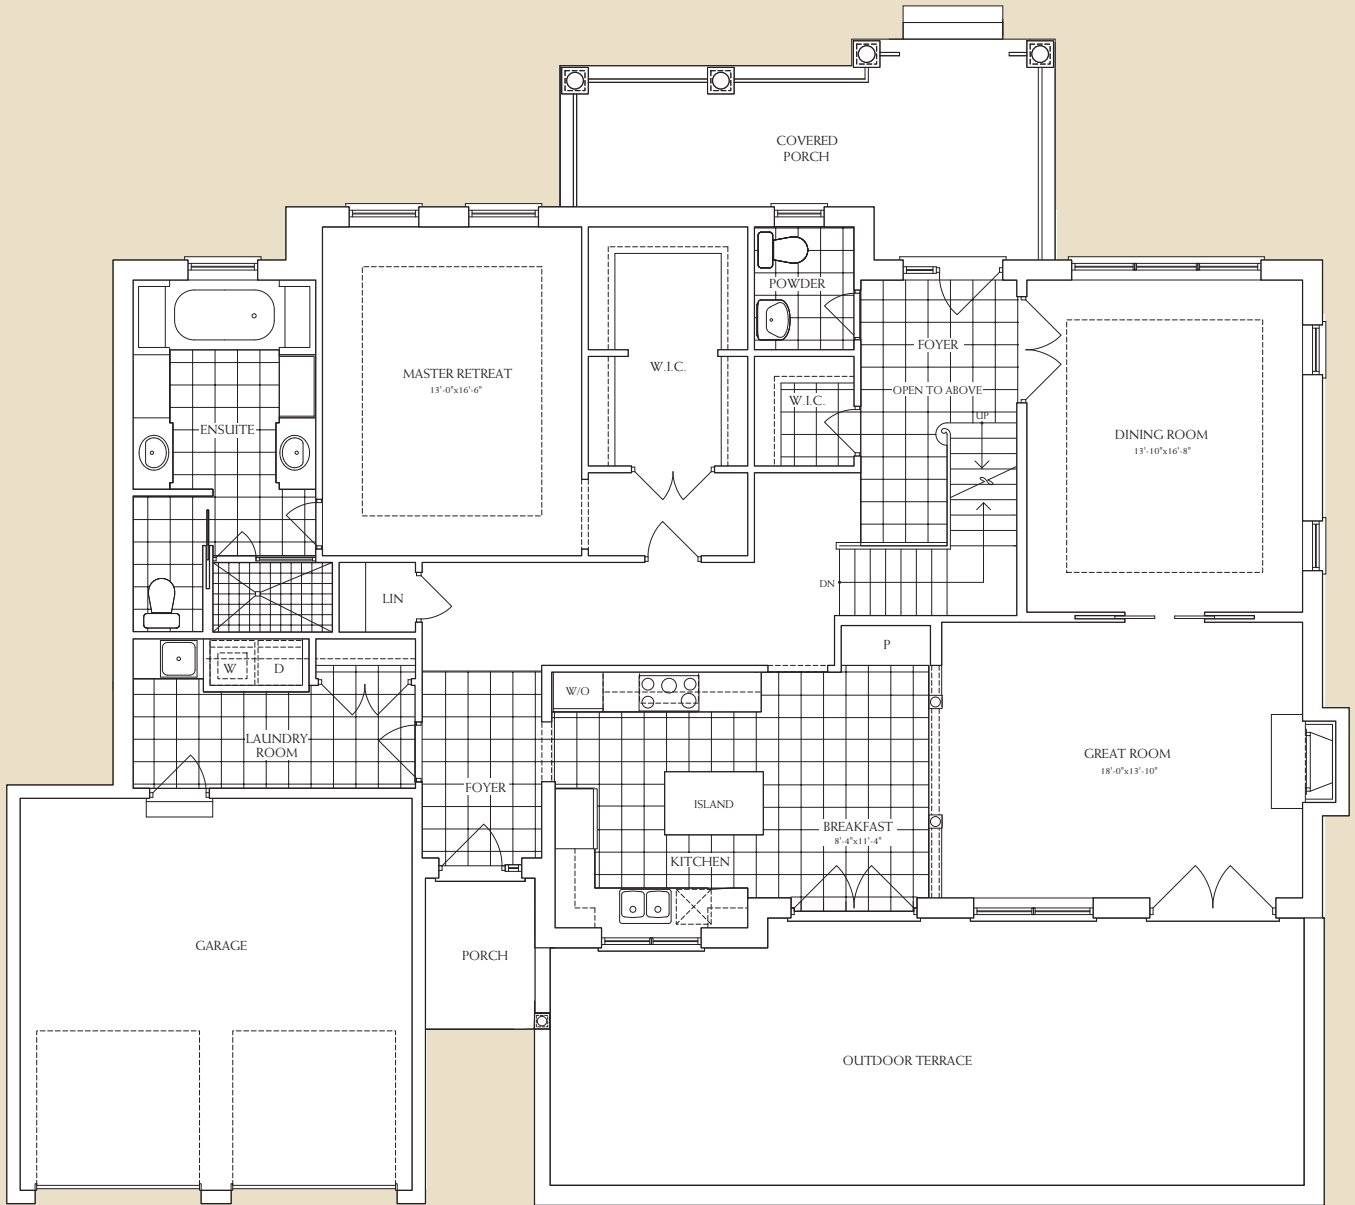 COVERED
PORCH
POWDER
FOYER
OPEN TO ABOVE
UP
W.I.C.
W.I.C.
MASTER RETREAT
13'-0"x16'-6"
ENSUITE
DINING ROOM
13'-10"x16'-8"
DN
LIN
P
W
D
W/O
LAUNDRY
ROOM
FOYER
ISLAND
BREAKFAST
8'-4"x11'-4"
KITCHEN
GREAT ROOM
18'-0"x13'-10"
GARAGE
PORCH
OUTDOOR TERRACE